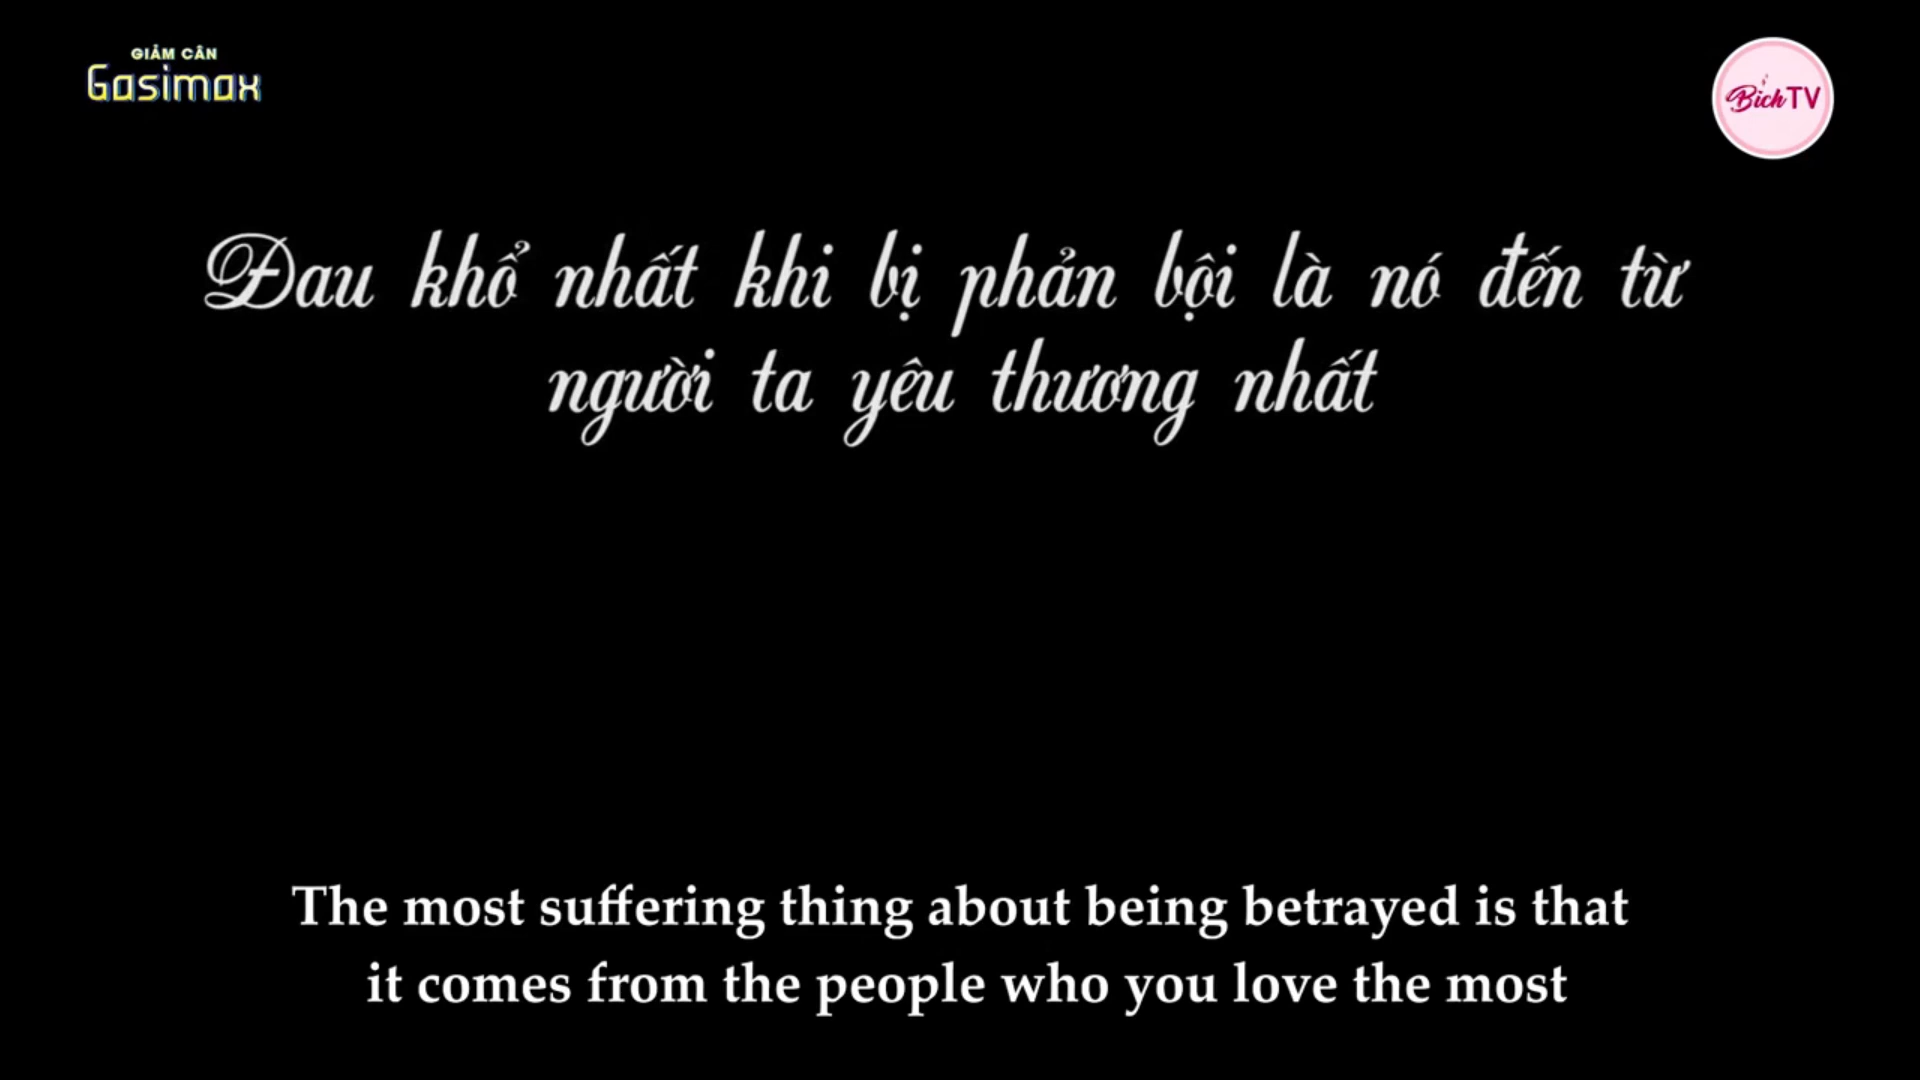 GIẢM CÂN
Gasimax
BichTV
Đau khổ nhất khi bị phản bội là nó đến từ
người ta yêu thương nhất
The most suffering thing about being betrayed is that
it comes from the people who you love the most